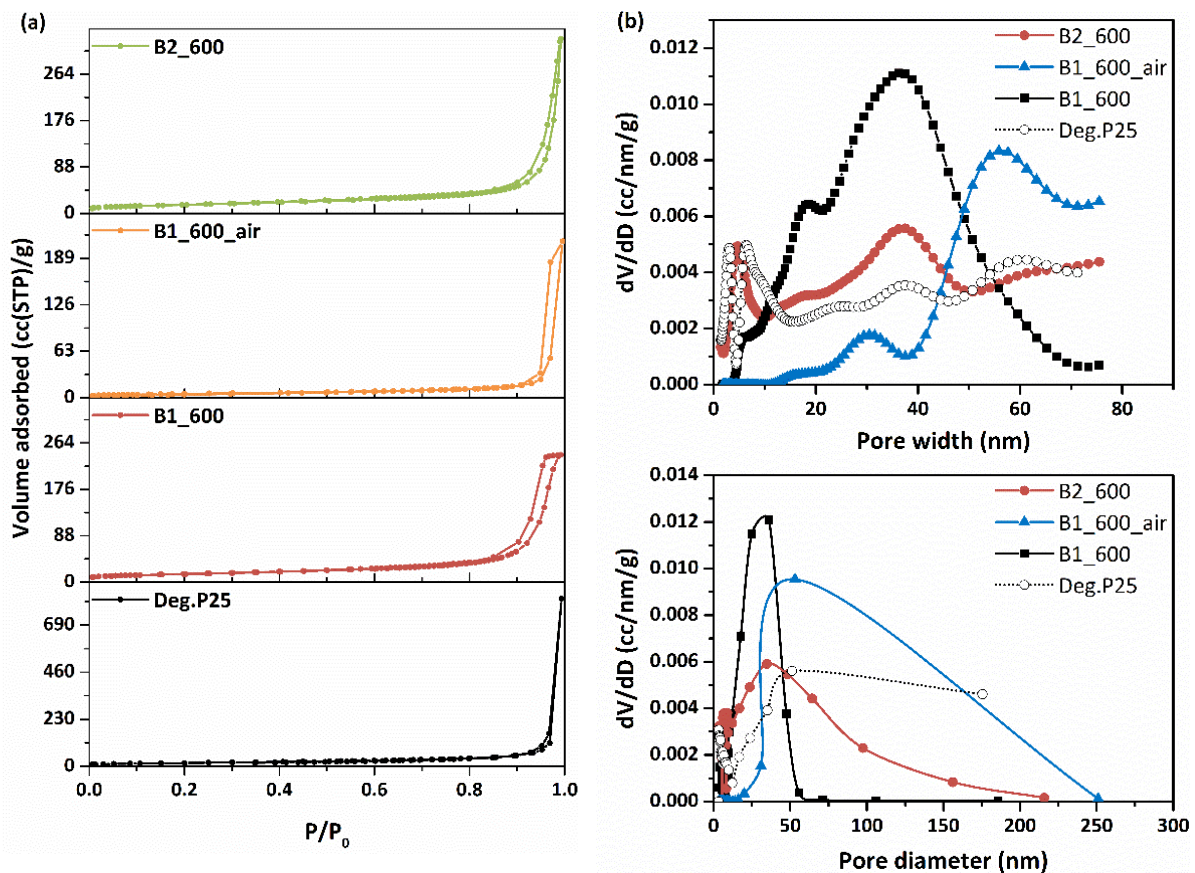 (a)
B2_600
264
176
88
0
B1_600_air
189
126
63
0
B1_600
264
176
88
0
Deg.P25
690
460
230
0
0.0 0.2 0.4 0.6 0.8 1.0
P/P0
Volume adsorbed (cc(STP)/g)
(b)
B2_600
B1_600_air
B1_600
Deg.P25
0.012
0.010
0.008
0.006
0.004
0.002
0.000
0 20 40 60 80
Pore width (nm)
dV/dD (cc/nm/g)
B2_600
B1_600_air
B1_600
Deg.P25
0.014
0.012
0.010
0.008
0.006
0.004
0.002
0.000
0 50 100 150 200 250 300
Pore diameter (nm)
dV/dD (cc/nm/g)